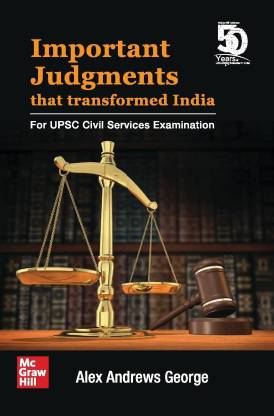 50
Years
Important
Judgments
that transformed India
For UPSC Civil Services Examination
Mc
Graw
Hill
Alex Andrews George